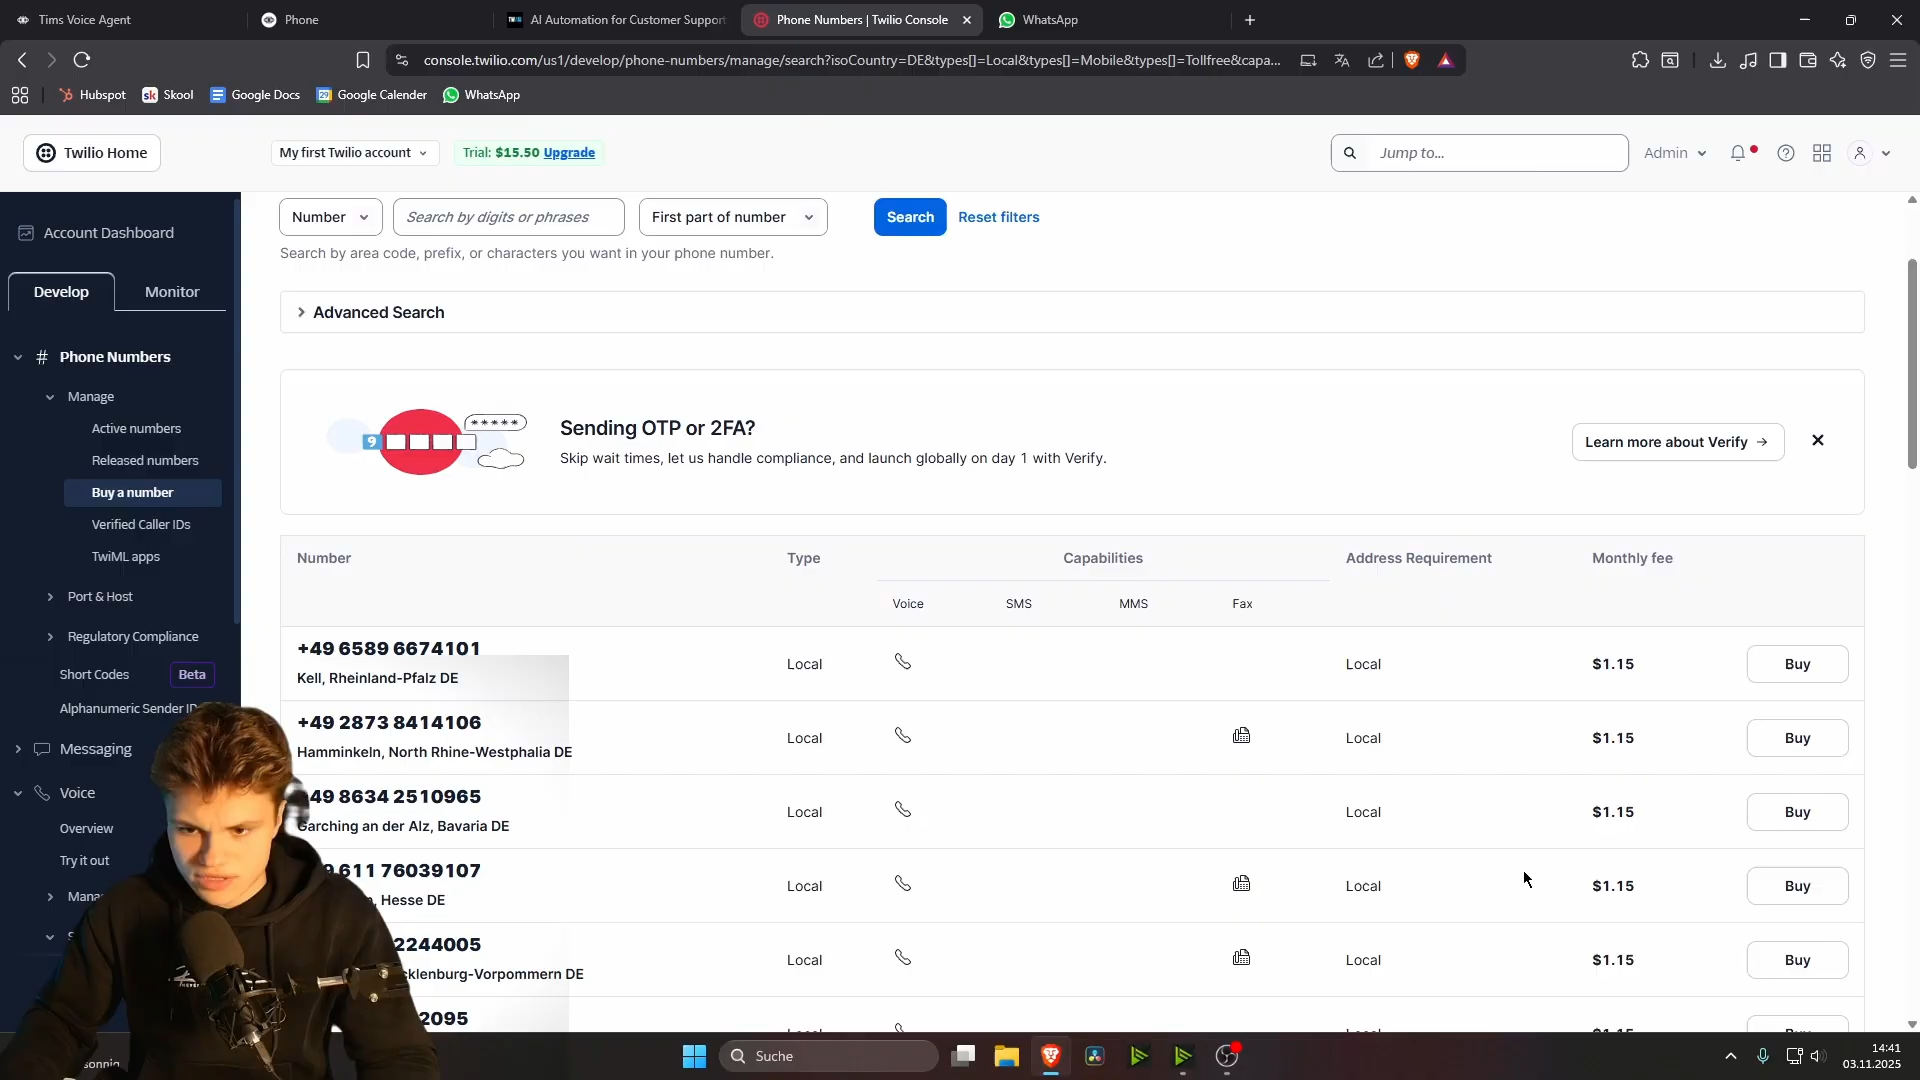 Tims Voice Agent
Phone
AI Automation for Customer Support
Phone Numbers | Twilio Console
WhatsApp
console.twilio.com/us1/develop/phone-numbers/manage/search?isoCountry=DE&types[]=Local&types[]=Mobile&types[]=Tollfree&capa...
Hubspot
Skool
Google Docs
Google Calender
WhatsApp
Twilio Home
My first Twilio account
Trial: $15.50 Upgrade
Jump to...
Admin
Account Dashboard
Develop
Monitor
# Phone Numbers
Manage
Active numbers
Released numbers
Buy a number
Verified Caller IDs
TwiML apps
Port & Host
Regulatory Compliance
Short Codes
Beta
Alphanumeric Sender ID
Messaging
Voice
Overview
Try it out
Number
Search by digits or phrases
First part of number
Search
Reset filters
Search by area code, prefix, or characters you want in your phone number.
Advanced Search
9
Sending OTP or 2FA?
Skip wait times, let us handle compliance, and launch globally on day 1 with Verify.
Learn more about Verify →
Number
Type
Capabilities
Address Requirement
Monthly fee
Voice
SMS
MMS
Fax
+49 6589 6674101
Kell, Rheinland-Pfalz DE
Local
Local
$1.15
Buy
+49 2873 8414106
Hamminkeln, North Rhine-Westphalia DE
Local
Local
$1.15
Buy
49 8634 2510965
Garching an der Alz, Bavaria DE
Local
Local
$1.15
Buy
611 76039107
, Hesse DE
Local
Local
$1.15
Buy
2244005
cklenburg-Vorpommern DE
Local
Local
$1.15
Buy
2095
sonnig
Suche
14:41
03.11.2025